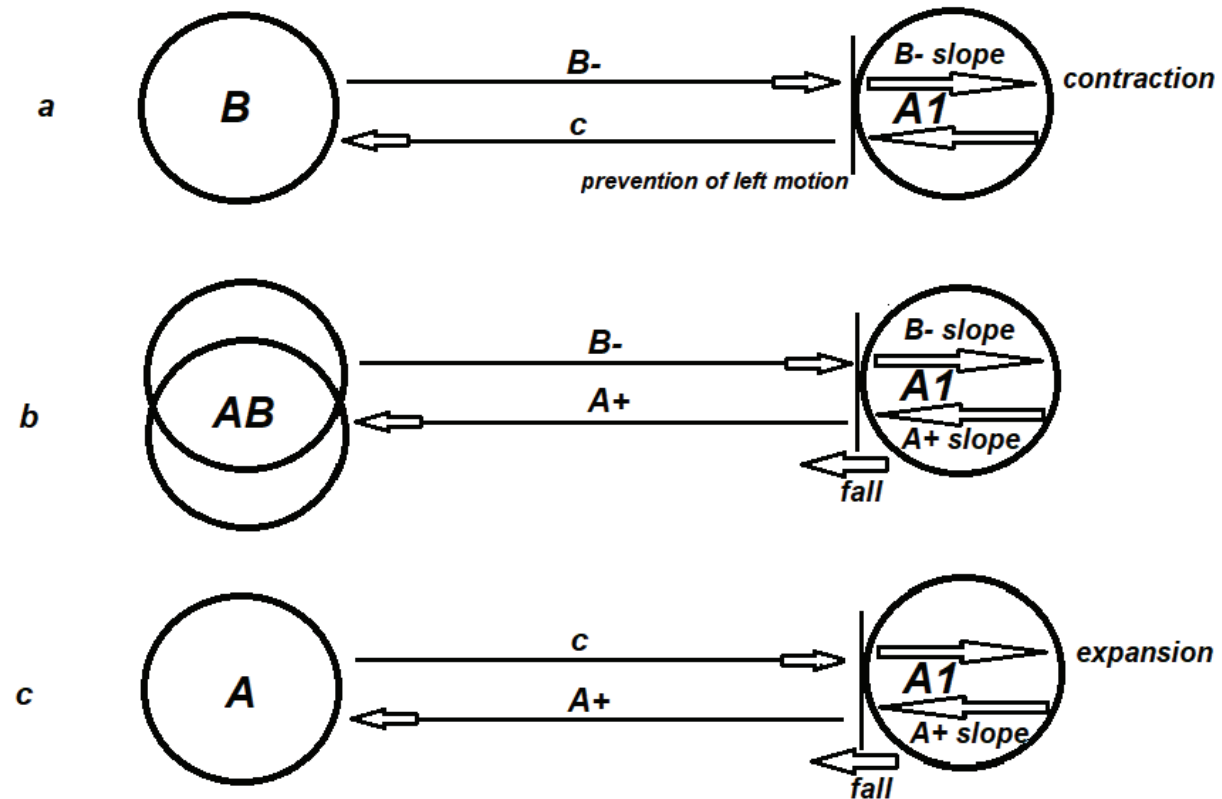 B-
B- slope
contraction
a
B
A1
c
prevention of left motion
B-
B- slope
A+
A1
b
AB
A+ slope
fall
c
expansion
A1
c
A
A+
A+ slope
fall